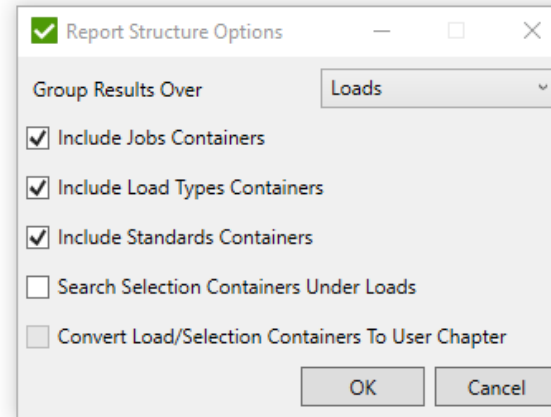 Report Structure Options
Group Results Over Loads
Include Jobs Containers
Include Load Types Containers
Include Standards Containers
Search Selection Containers Under Loads
Convert Load/Selection Containers To User Chapter
OK Cancel